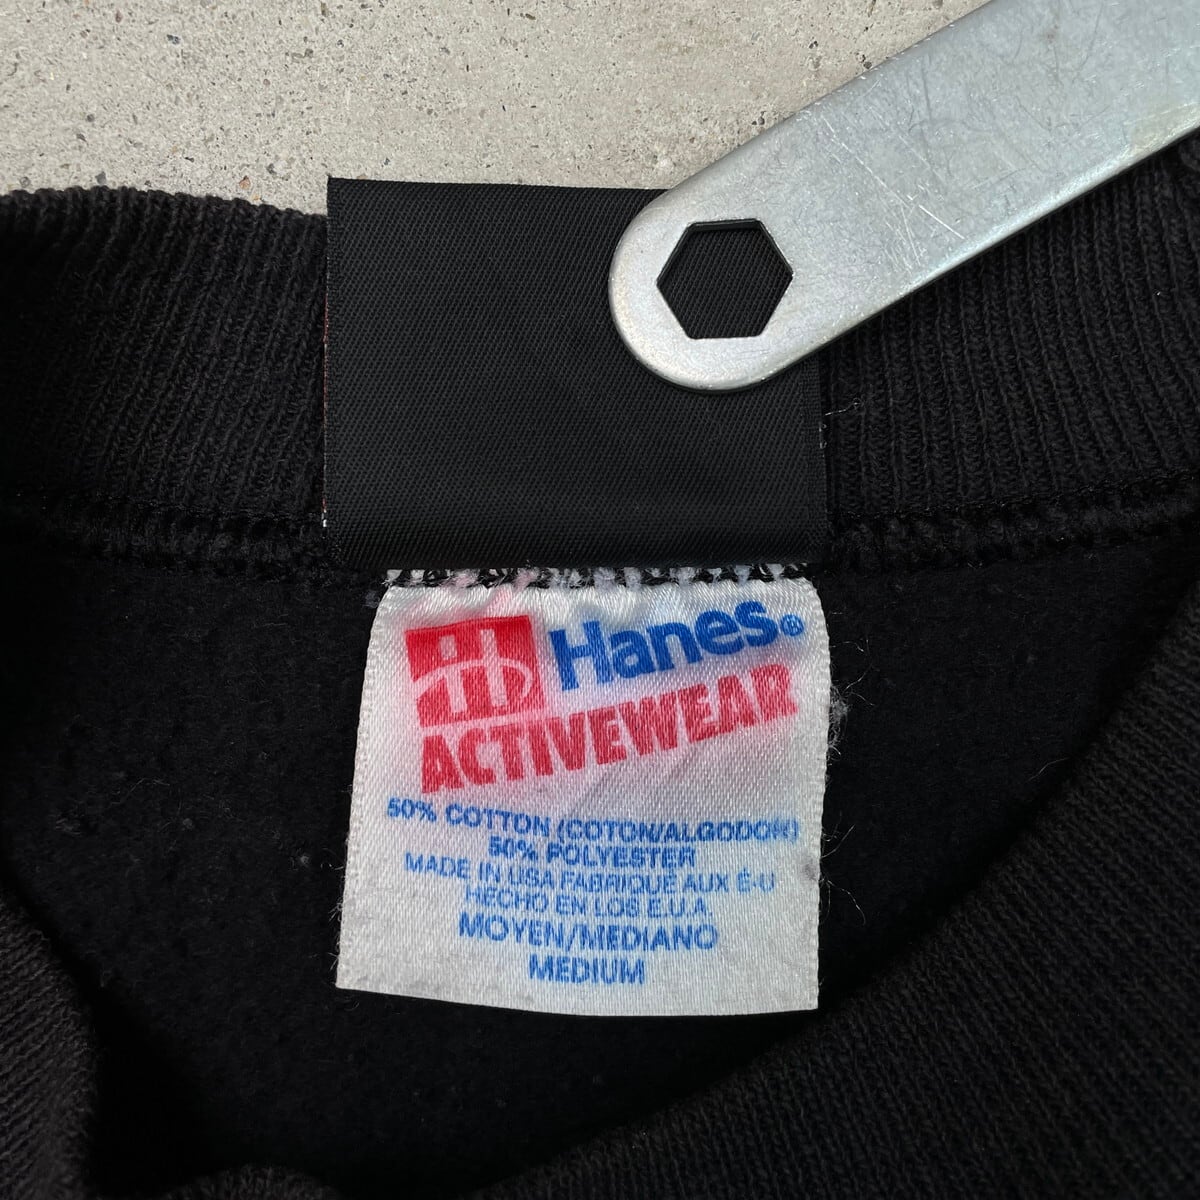 Hanes®
ACTIVEWEAR
50% COTTON (COTON/ALGODON)
50% POLYESTER
MADE IN USA FABRIQUE AUX É-U
HECHO EN LOS E.U.A.
MOYEN/MEDIANO
MEDIUM